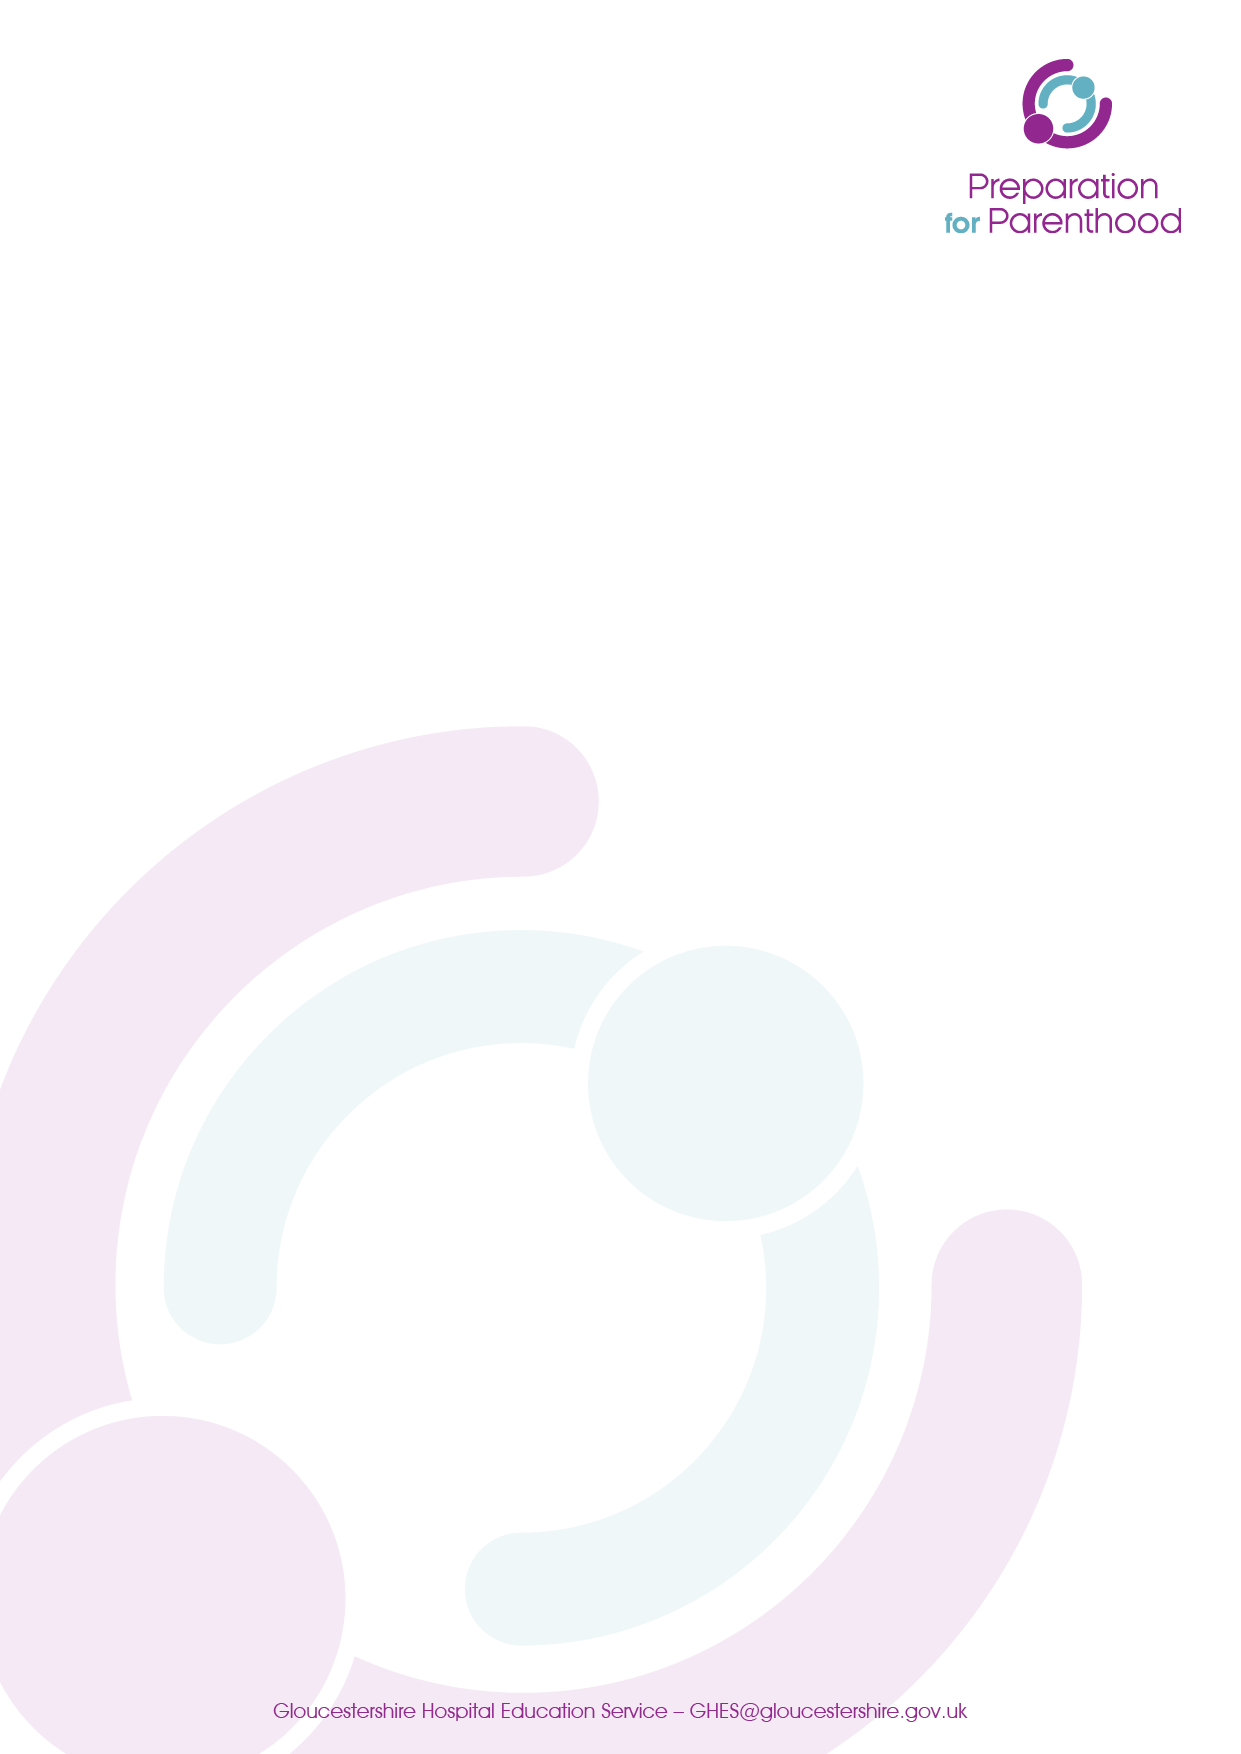 Preparation
for Parenthood
Gloucestershire Hospital Education Service – GHES@gloucestershire.gov.uk